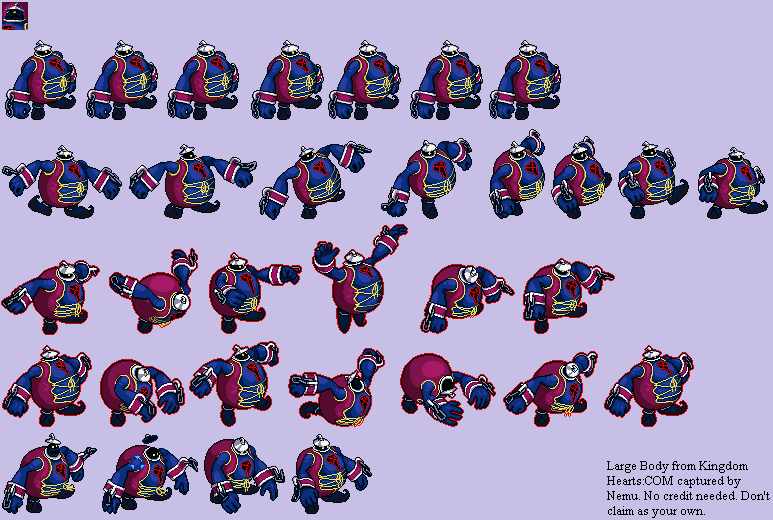 Large Body from Kingdom
Hearts:COM captured by
Nemu. No credit needed. Don't
claim as your own.